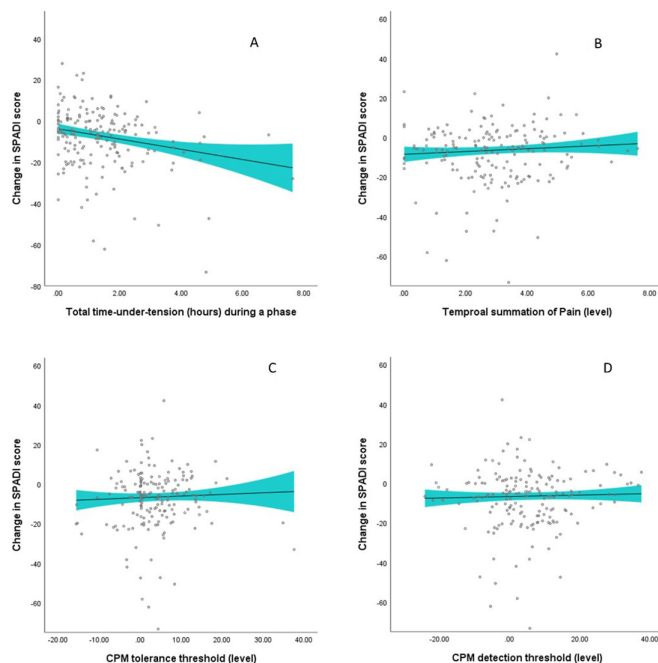 A
Change in SPADI score
40
20
0
-20
-40
-60
-80
.00 2.00 4.00 6.00 8.00
Total time-under-tension (hours) during a phase
B
Change in SPADI score
60
40
20
0
-20
-40
-60
.00 2.00 4.00 6.00 8.00
Temproal summation of Pain (level)
C
Change in SPADI score
60
40
20
0
-20
-40
-60
-20.00 -10.00 .00 10.00 20.00 30.00 40.00
CPM tolerance threshold (level)
D
Change in SPADI score
60
40
20
0
-20
-40
-60
-40.00 -20.00 .00 20.00 40.00
CPM detection threshold (level)